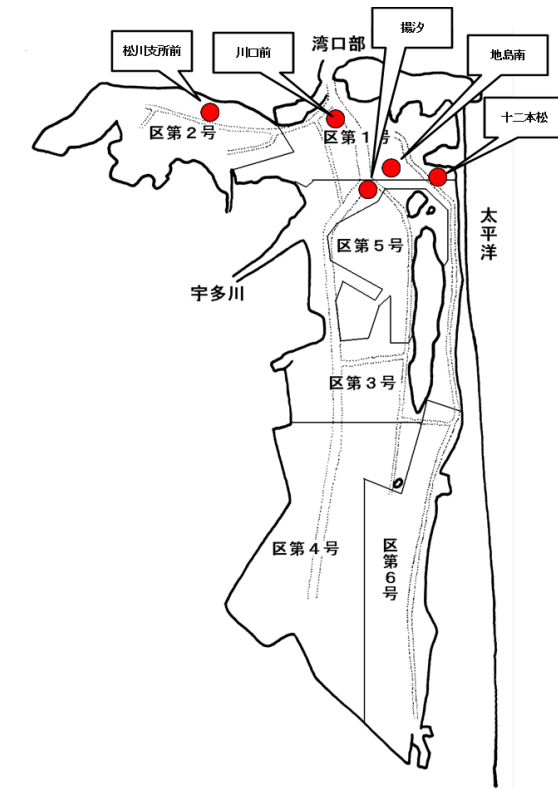 松川支所前
川口前
湾口部
揚汐
地島南
十二本松
区第２号
区第１号
太平洋
区第５号
宇多川
区第３号
区第４号
区第６号